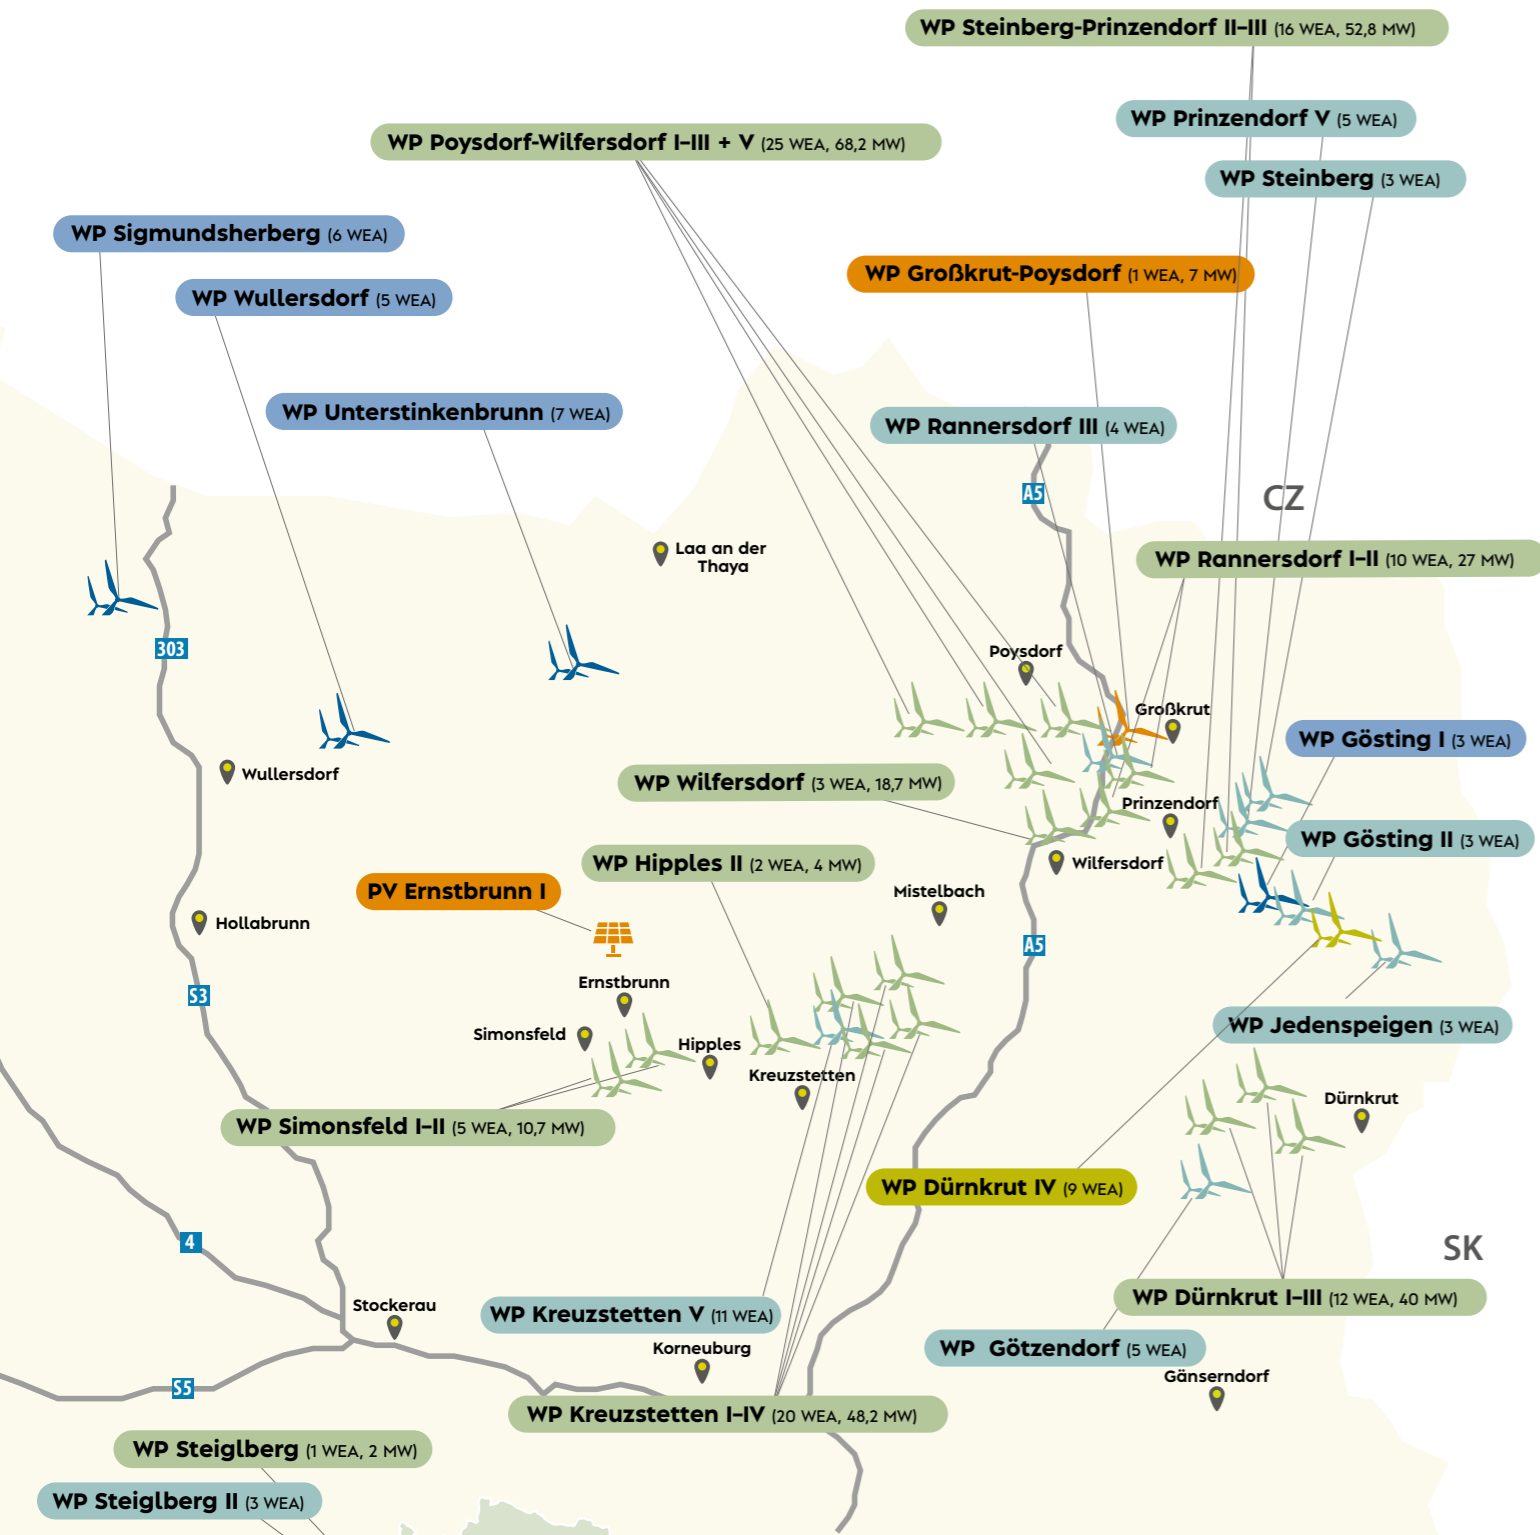 WP Steinberg-Prinzendorf II–III (16 WEA, 52,8 MW)
WP Prinzendorf V (5 WEA)
WP Poysdorf-Wilfersdorf I–III + V (25 WEA, 68,2 MW)
WP Steinberg (3 WEA)
WP Sigmundsherberg (6 WEA)
WP Großkrut-Poysdorf (1 WEA, 7 MW)
WP Wullersdorf (5 WEA)
WP Unterstinkenbrunn (7 WEA)
WP Rannersdorf III (4 WEA)
A5
CZ
Laa an der
Thaya
WP Rannersdorf I–II (10 WEA, 27 MW)
303
Poysdorf
Großkrut
WP Gösting I (3 WEA)
Wullersdorf
WP Wilfersdorf (3 WEA, 18,7 MW)
Prinzendorf
WP Gösting II (3 WEA)
WP Hipples II (2 WEA, 4 MW)
Wilfersdorf
PV Ernstbrunn I
Mistelbach
Hollabrunn
A5
Ernstbrunn
S3
WP Jedenspeigen (3 WEA)
Simonsfeld
Hipples
Kreuzstetten
Dürnkrut
WP Simonsfeld I–II (5 WEA, 10,7 MW)
WP Dürnkrut IV (9 WEA)
4
SK
WP Dürnkrut I–III (12 WEA, 40 MW)
Stockerau
WP Kreuzstetten V (11 WEA)
Korneuburg
WP Götzendorf (5 WEA)
Gänserndorf
S5
WP Kreuzstetten I–IV (20 WEA, 48,2 MW)
WP Steiglberg (1 WEA, 2 MW)
WP Steiglberg II (3 WEA)